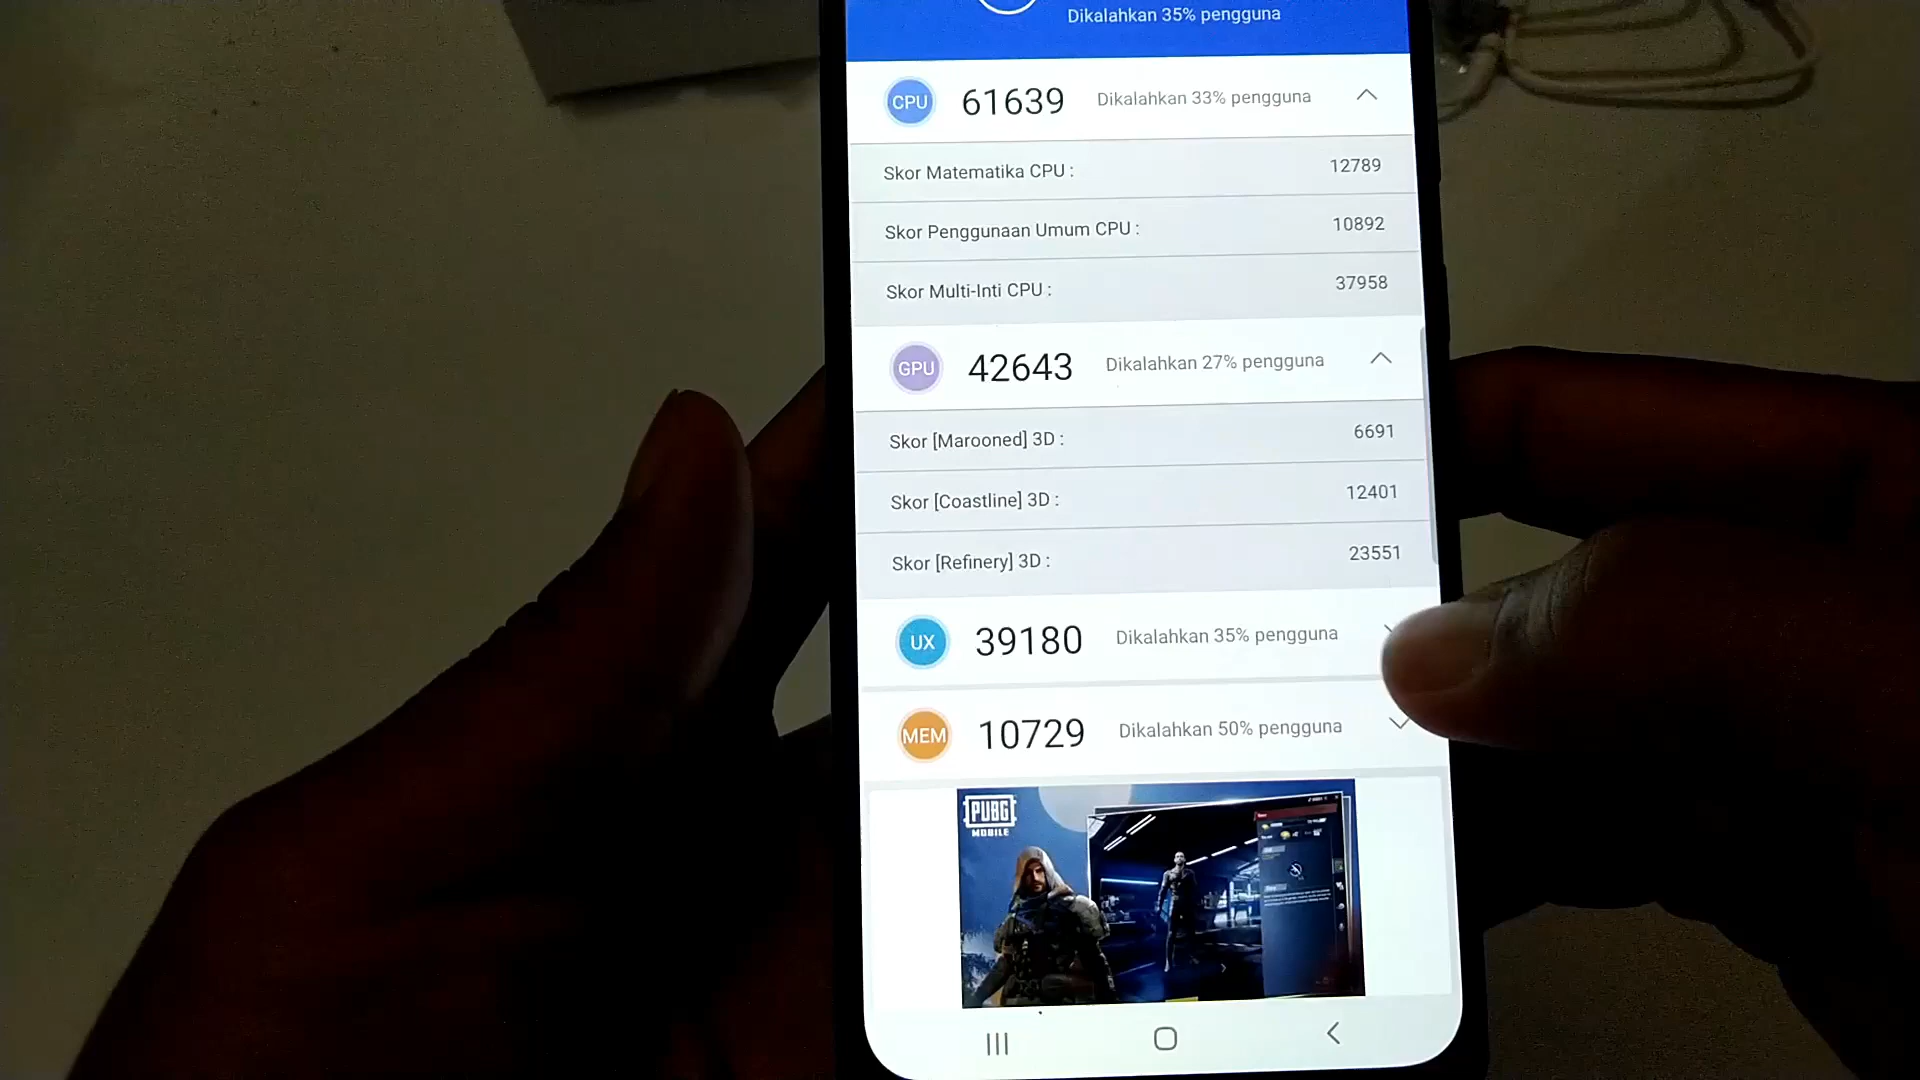 Dikalahkan 35% pengguna
CPU 61639 Dikalahkan 33% pengguna
Skor Matematika CPU : 12789
Skor Penggunaan Umum CPU : 10892
Skor Multi-Inti CPU : 37958
GPU 42643 Dikalahkan 27% pengguna
Skor [Marooned] 3D : 6691
Skor [Coastline] 3D : 12401
Skor [Refinery] 3D : 23551
UX 39180 Dikalahkan 35% pengguna
MEM 10729 Dikalahkan 50% pengguna
PUBG
MOBILE